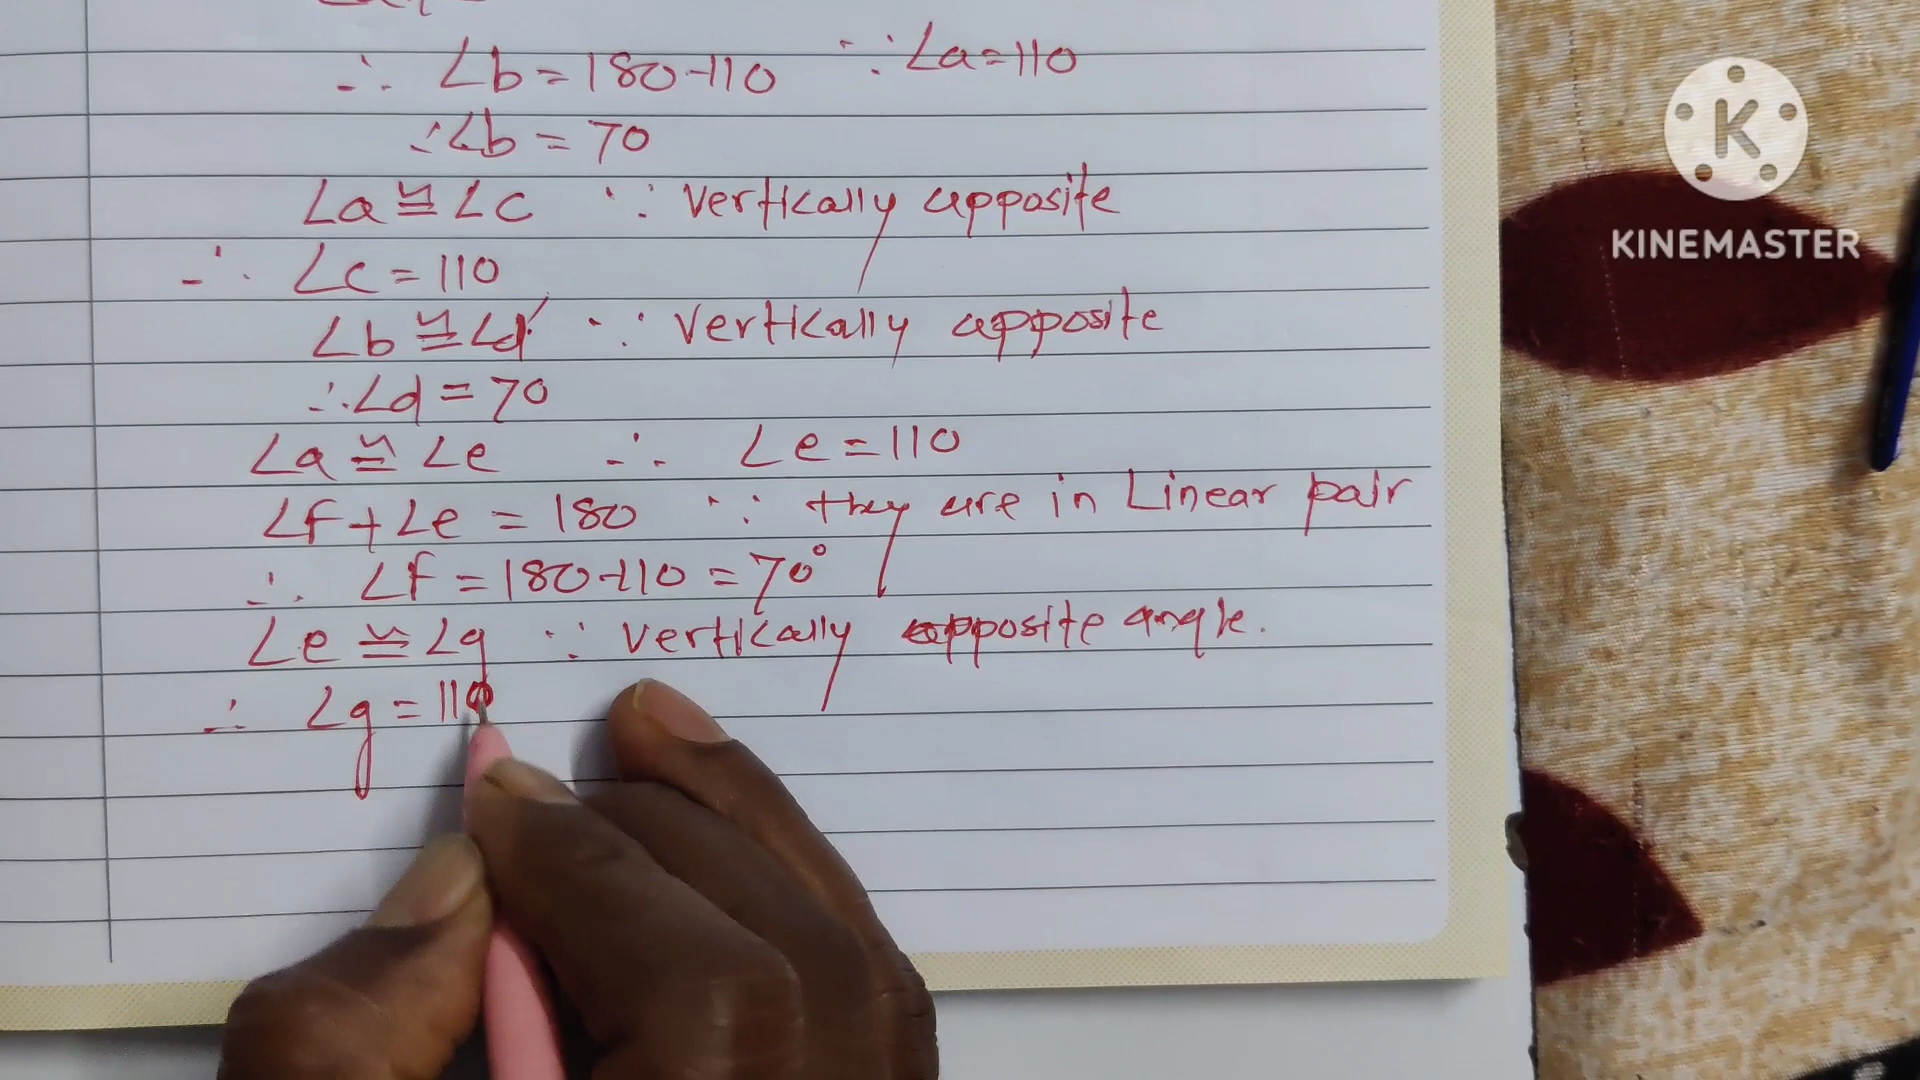 ∴ ∠b = 180-110 ∵ ∠a=110
∴∠b = 70
∠a ≅ ∠c ∵ vertically opposite
∴ ∠c = 110
∠b ≅ ∠d ∵ vertically opposite
∴∠d = 70
∠a ≅ ∠e ∴ ∠e = 110
∠f + ∠e = 180 ∵ they are in Linear pair
∴ ∠f = 180-110 = 70°
∠e ≅ ∠g ∵ vertically opposite angle.
∴ ∠g = 110
K
KINEMASTER